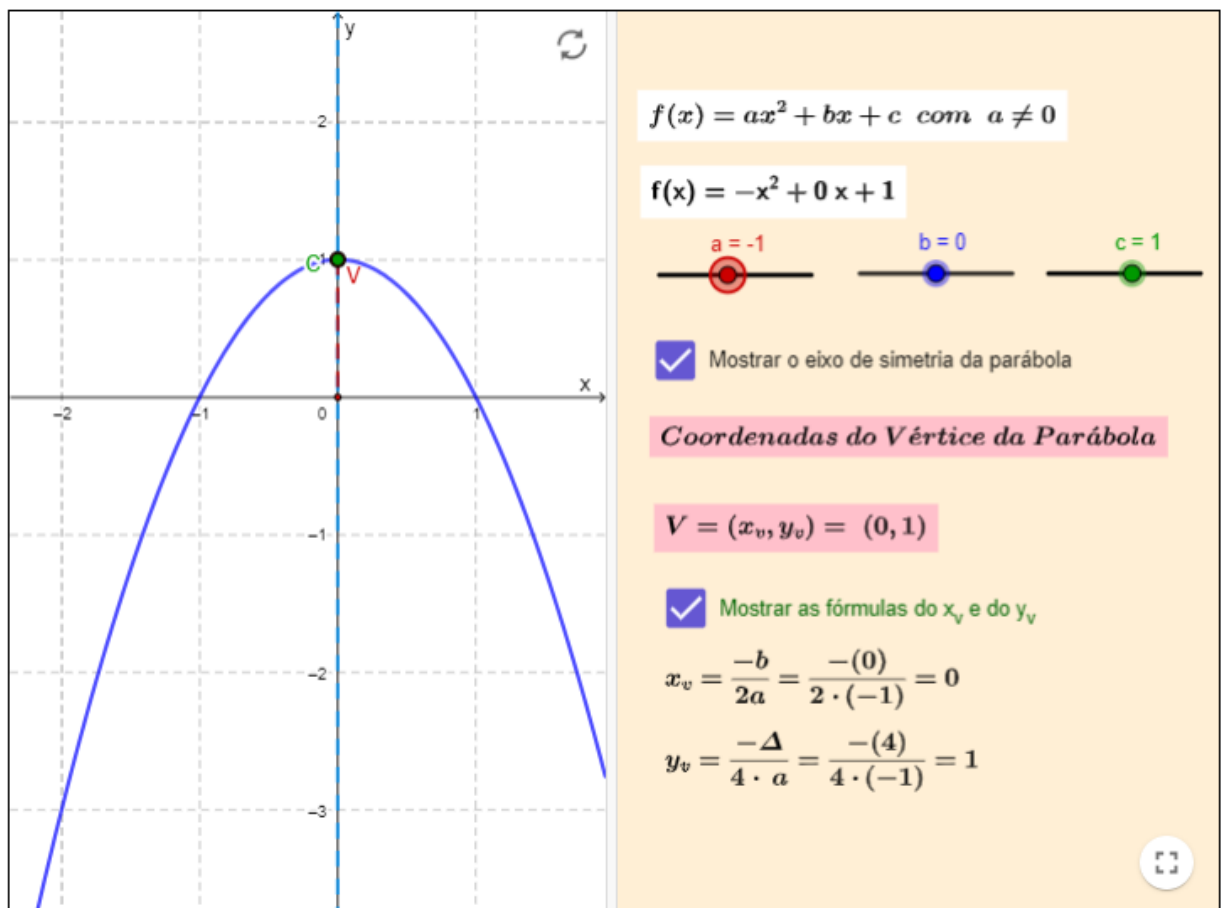 y
2
1
C
V
x
-2
-1
0
1
-1
-2
-3
f(x) = ax² + bx + c com a ≠ 0
f(x) = −x² + 0 x + 1
a = -1
b = 0
c = 1
Mostrar o eixo de simetria da parábola
Coordenadas do Vértice da Parábola
V = (xᵥ, yᵥ) = (0, 1)
Mostrar as fórmulas do xᵥ e do yᵥ
xᵥ = −b / 2a = −(0) / 2 · (−1) = 0
yᵥ = −Δ / 4 · a = −(4) / 4 · (−1) = 1